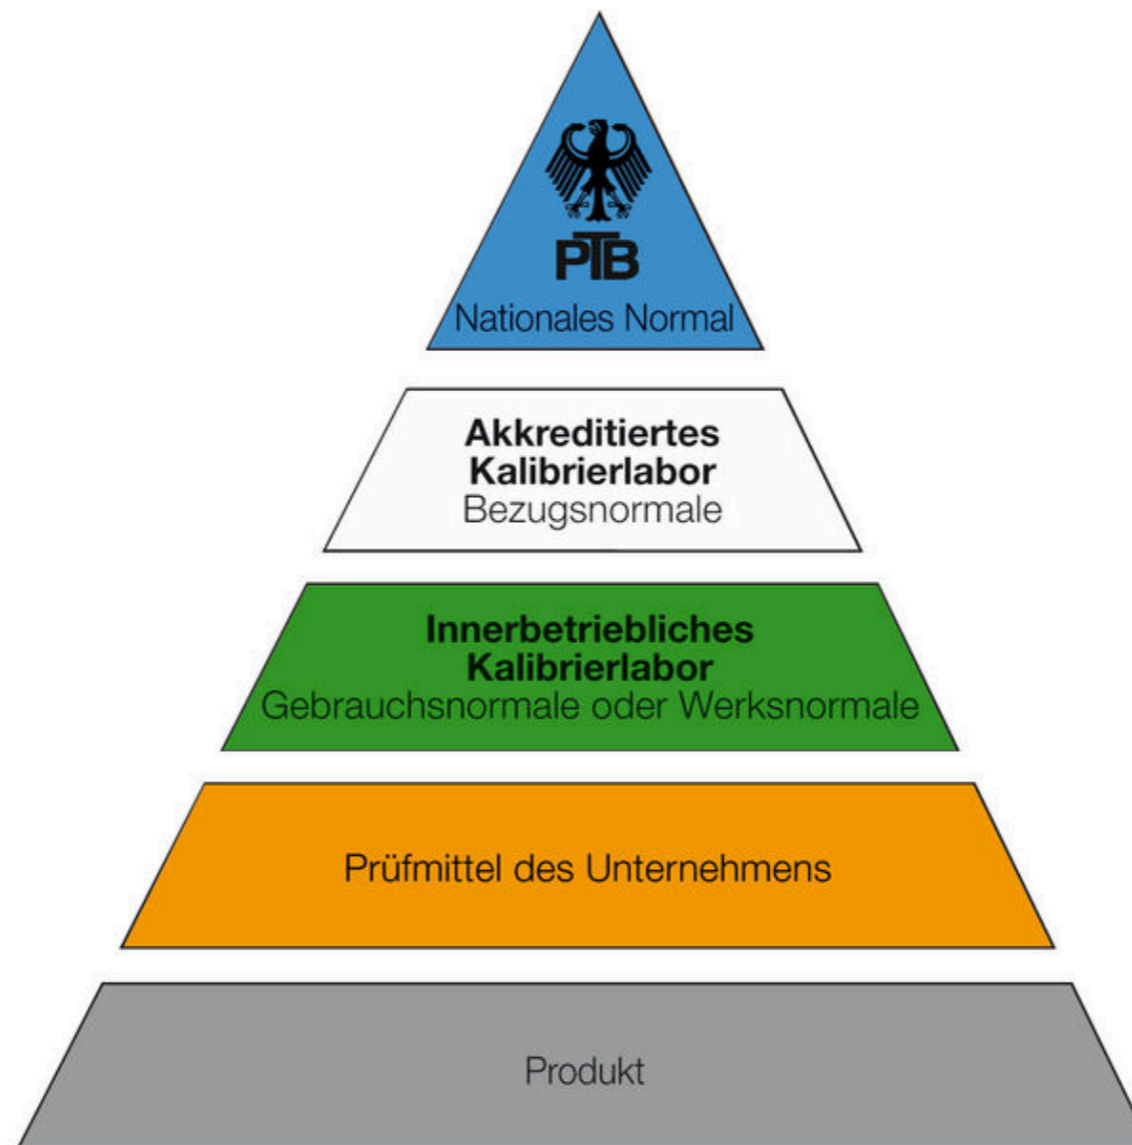 PTB
Nationales Normal
Akkreditiertes
Kalibrierlabor
Bezugsnormale
Innerbetriebliches
Kalibrierlabor
Gebrauchsnormale oder Werksnormale
Prüfmittel des Unternehmens
Produkt